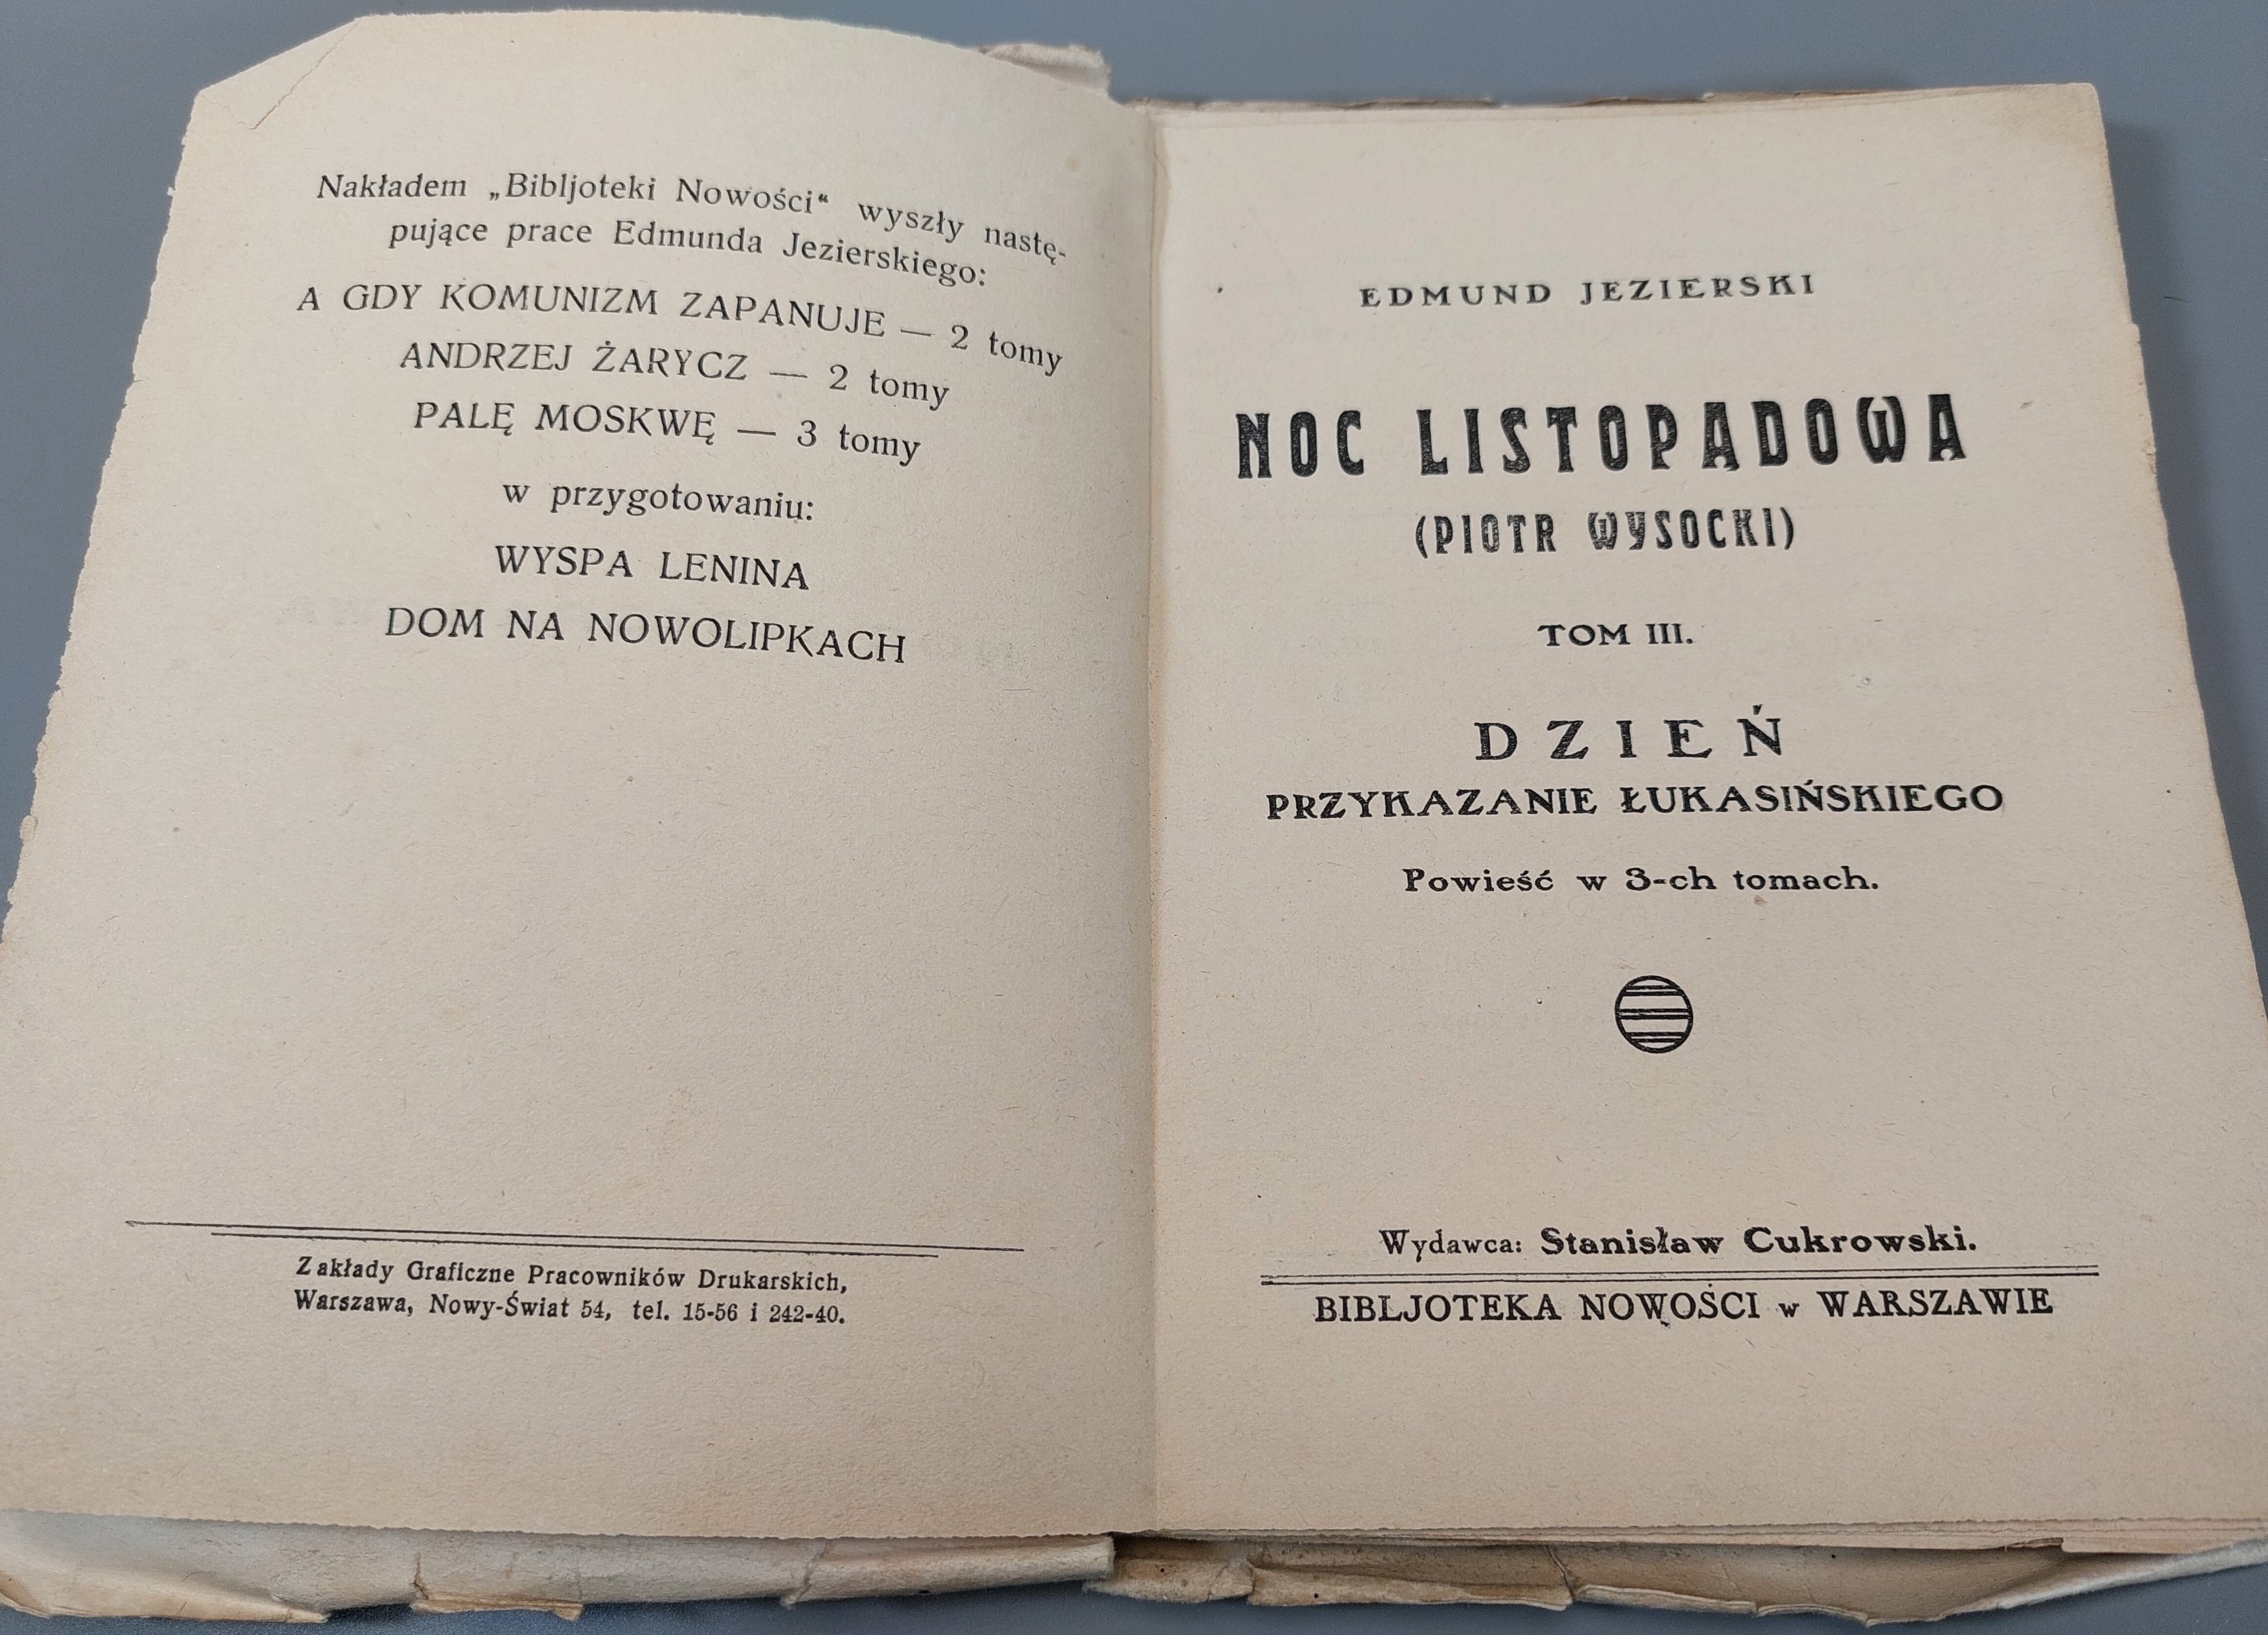 Nakładem „Bibljoteki Nowości“ wyszły nastę-
pujące prace Edmunda Jezierskiego:
A GDY KOMUNIZM ZAPANUJE — 2 tomy
ANDRZEJ ŻARYCZ — 2 tomy
PALĘ MOSKWĘ — 3 tomy
w przygotowaniu:
WYSPA LENINA
DOM NA NOWOLIPKACH
Zakłady Graficzne Pracowników Drukarskich,
Warszawa, Nowy-Świat 54, tel. 15-56 i 242-40.
EDMUND JEZIERSKI
NOC LISTOPADOWA
(PIOTR WYSOCKI)
TOM III.
DZIEŃ
PRZYKAZANIE ŁUKASIŃSKIEGO
Powieść w 3-ch tomach.
Wydawca: Stanisław Cukrowski.
BIBLJOTEKA NOWOŚCI w WARSZAWIE